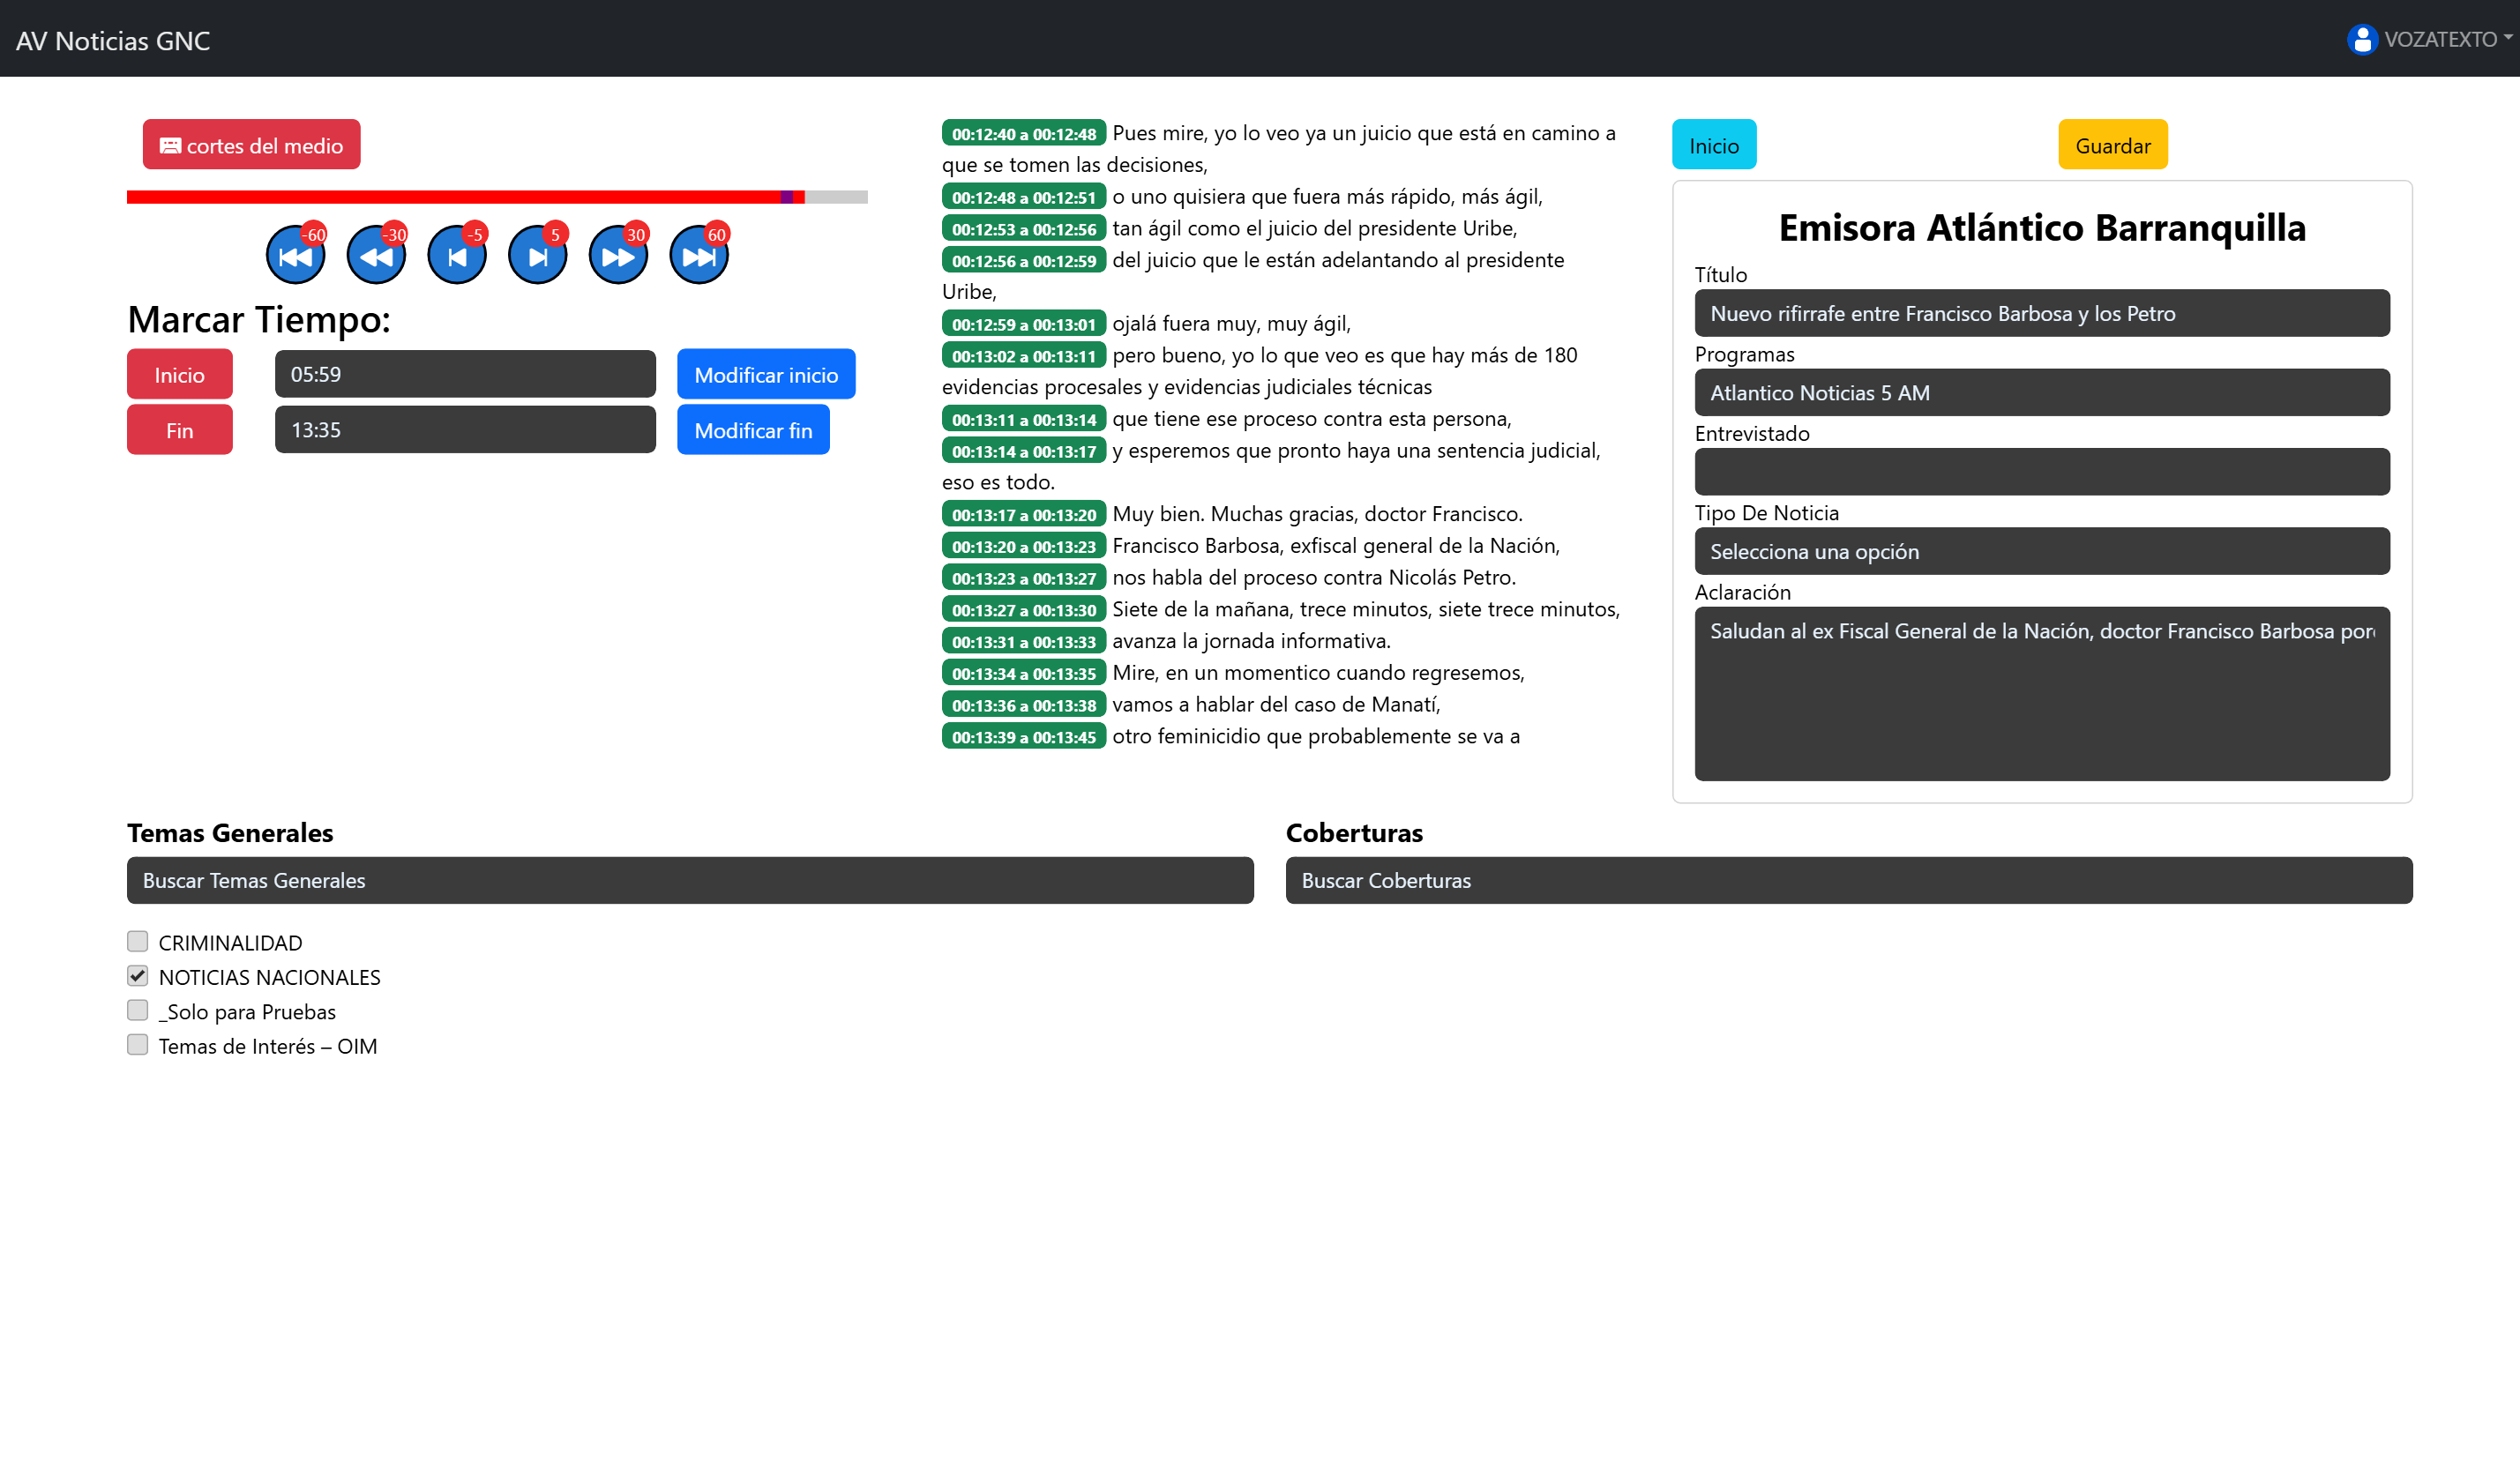 AV Noticias GNC
VOZATEXTO
cortes del medio
-60
-30
-5
5
30
60
Marcar Tiempo:
Inicio
05:59
Modificar inicio
Fin
13:35
Modificar fin
00:12:40 a 00:12:48 Pues mire, yo lo veo ya un juicio que está en camino a
que se tomen las decisiones,
00:12:48 a 00:12:51 o uno quisiera que fuera más rápido, más ágil,
00:12:53 a 00:12:56 tan ágil como el juicio del presidente Uribe,
00:12:56 a 00:12:59 del juicio que le están adelantando al presidente
Uribe,
00:12:59 a 00:13:01 ojalá fuera muy, muy ágil,
00:13:02 a 00:13:11 pero bueno, yo lo que veo es que hay más de 180
evidencias procesales y evidencias judiciales técnicas
00:13:11 a 00:13:14 que tiene ese proceso contra esta persona,
00:13:14 a 00:13:17 y esperemos que pronto haya una sentencia judicial,
eso es todo.
00:13:17 a 00:13:20 Muy bien. Muchas gracias, doctor Francisco.
00:13:20 a 00:13:23 Francisco Barbosa, exfiscal general de la Nación,
00:13:23 a 00:13:27 nos habla del proceso contra Nicolás Petro.
00:13:27 a 00:13:30 Siete de la mañana, trece minutos, siete trece minutos,
00:13:31 a 00:13:33 avanza la jornada informativa.
00:13:34 a 00:13:35 Mire, en un momentico cuando regresemos,
00:13:36 a 00:13:38 vamos a hablar del caso de Manatí,
00:13:39 a 00:13:45 otro feminicidio que probablemente se va a
Inicio
Guardar
Emisora Atlántico Barranquilla
Título
Nuevo rifirrafe entre Francisco Barbosa y los Petro
Programas
Atlantico Noticias 5 AM
Entrevistado
Tipo De Noticia
Selecciona una opción
Aclaración
Saludan al ex Fiscal General de la Nación, doctor Francisco Barbosa
Temas Generales
Buscar Temas Generales
CRIMINALIDAD
NOTICIAS NACIONALES
_Solo para Pruebas
Temas de Interés – OIM
Coberturas
Buscar Coberturas